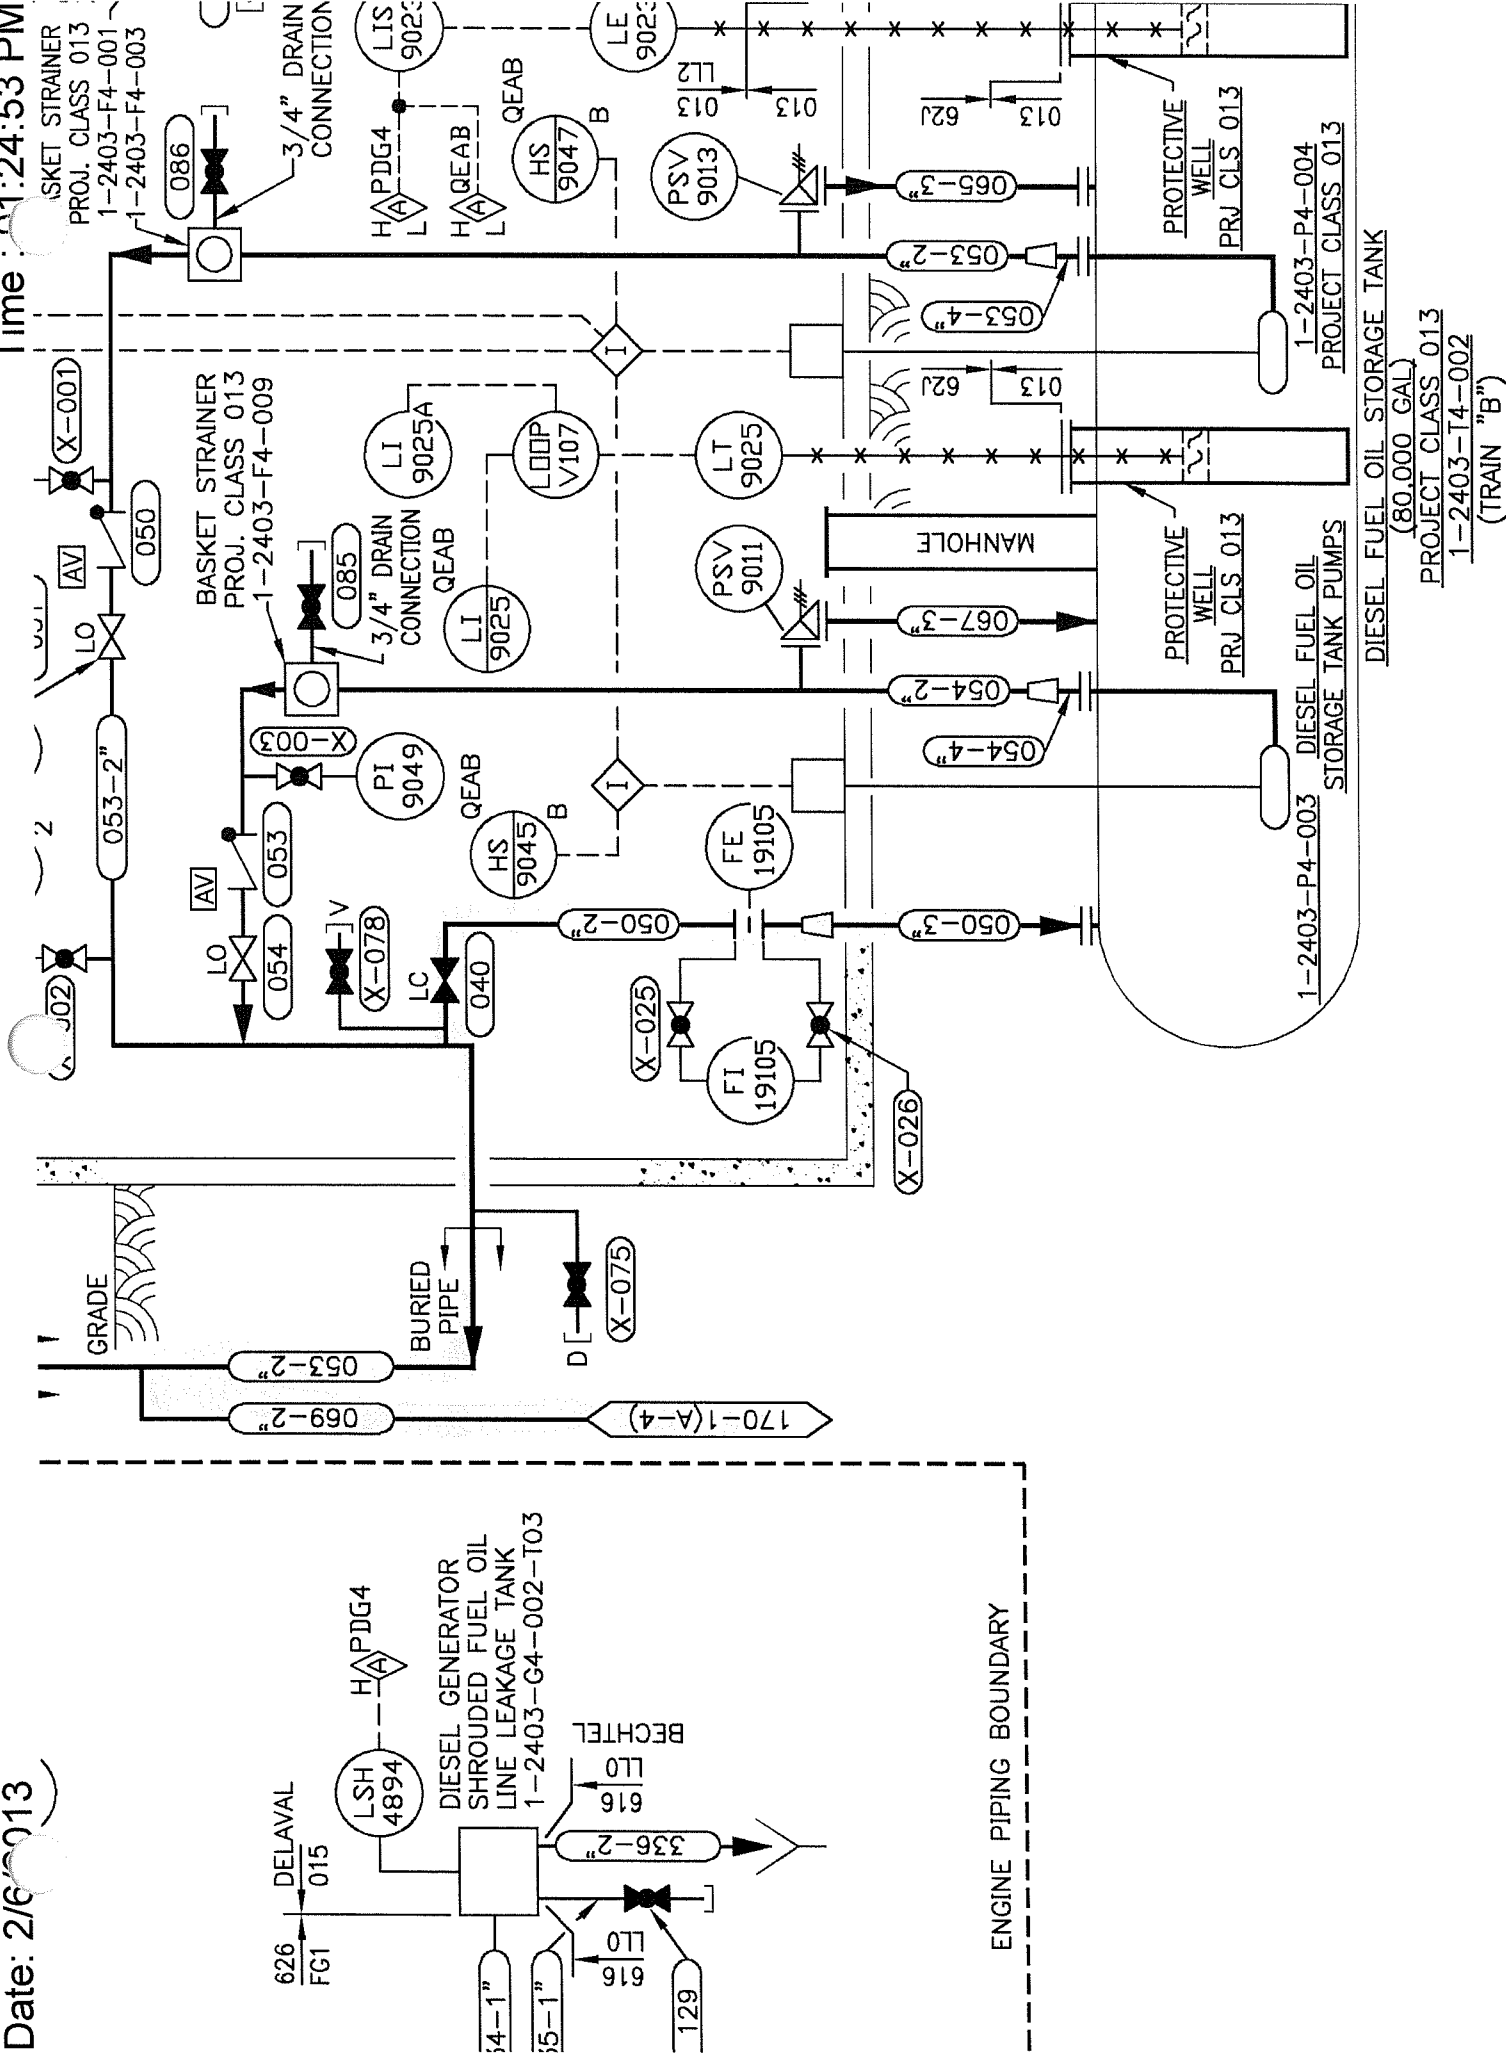 Date: 2/6/2013
Time : 01:24:53 PM
BASKET STRAINER
PROJ. CLASS 013
1-2403-F4-001
1-2403-F4-003
086
3/4" DRAIN
CONNECTION
LIS
9023
LE
9023
H
A
L
PDG4
H
A
L
QEAB
QEAB
HS
9047
B
PSV
9013
LL2
013
013
62J
013
PROTECTIVE
WELL
PRJ CLS 013
065-3"
053-2"
053-4"
1-2403-P4-004
PROJECT CLASS 013
X-001
AV
050
LO
053-2"
2
BASKET STRAINER
PROJ. CLASS 013
1-2403-F4-009
085
3/4" DRAIN
CONNECTION
LI
9025A
LOOP
V107
LT
9025
QEAB
LI
9025
I
PSV
9011
MANHOLE
62J
013
PROTECTIVE
WELL
PRJ CLS 013
067-3"
054-2"
054-4"
DIESEL FUEL OIL
STORAGE TANK PUMPS
1-2403-P4-003
DIESEL FUEL OIL STORAGE TANK
(80,000 GAL)
PROJECT CLASS 013
1-2403-T4-002
(TRAIN "B")
X-003
PI
9049
AV
053
LO
054
QEAB
HS
9045
B
I
FE
19105
V
X-078
LC
040
050-2"
050-3"
X-025
FI
19105
X-026
GRADE
BURIED
PIPE
D
X-075
053-2"
069-2"
170-1(A-4)
ENGINE PIPING BOUNDARY
DELAVAL
015
626
FG1
LSH
4894
H
A
PDG4
DIESEL GENERATOR
SHROUDED FUEL OIL
LINE LEAKAGE TANK
1-2403-G4-002-T03
BECHTEL
LL0
616
336-2"
LL0
616
129